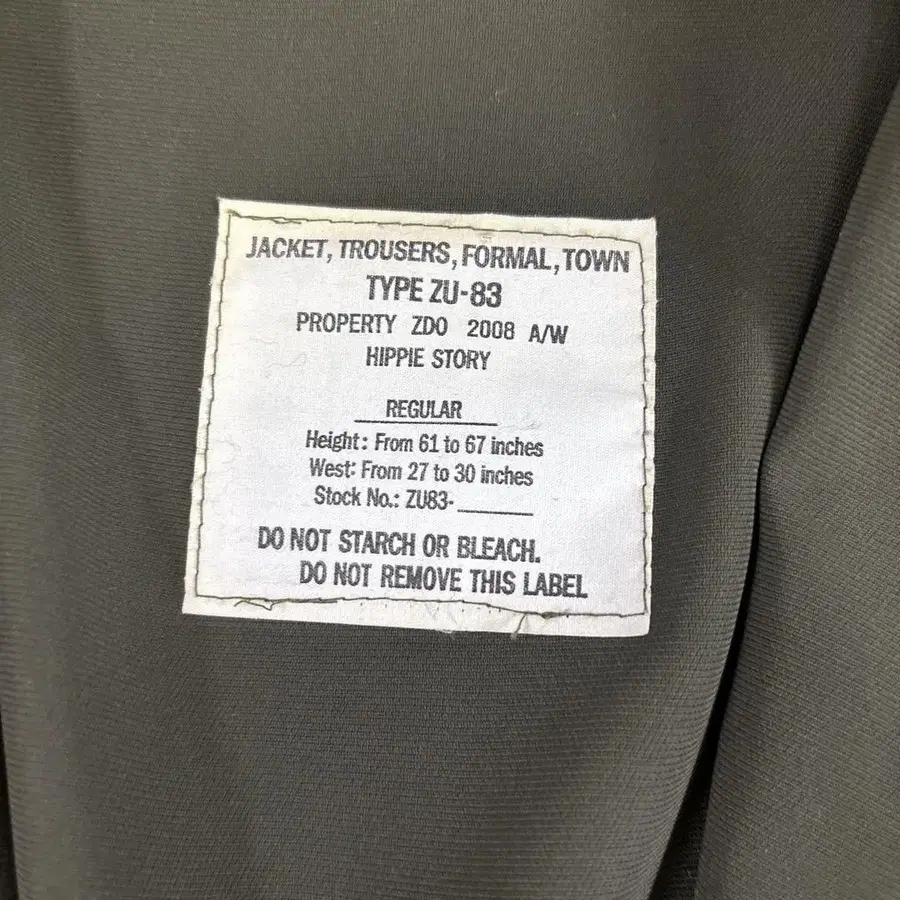 JACKET, TROUSERS, FORMAL, TOWN
TYPE ZU-83
PROPERTY ZDO 2008 A/W
HIPPIE STORY
REGULAR
Height: From 61 to 67 inches
West: From 27 to 30 inches
Stock No.: ZU83-________
DO NOT STARCH OR BLEACH.
DO NOT REMOVE THIS LABEL